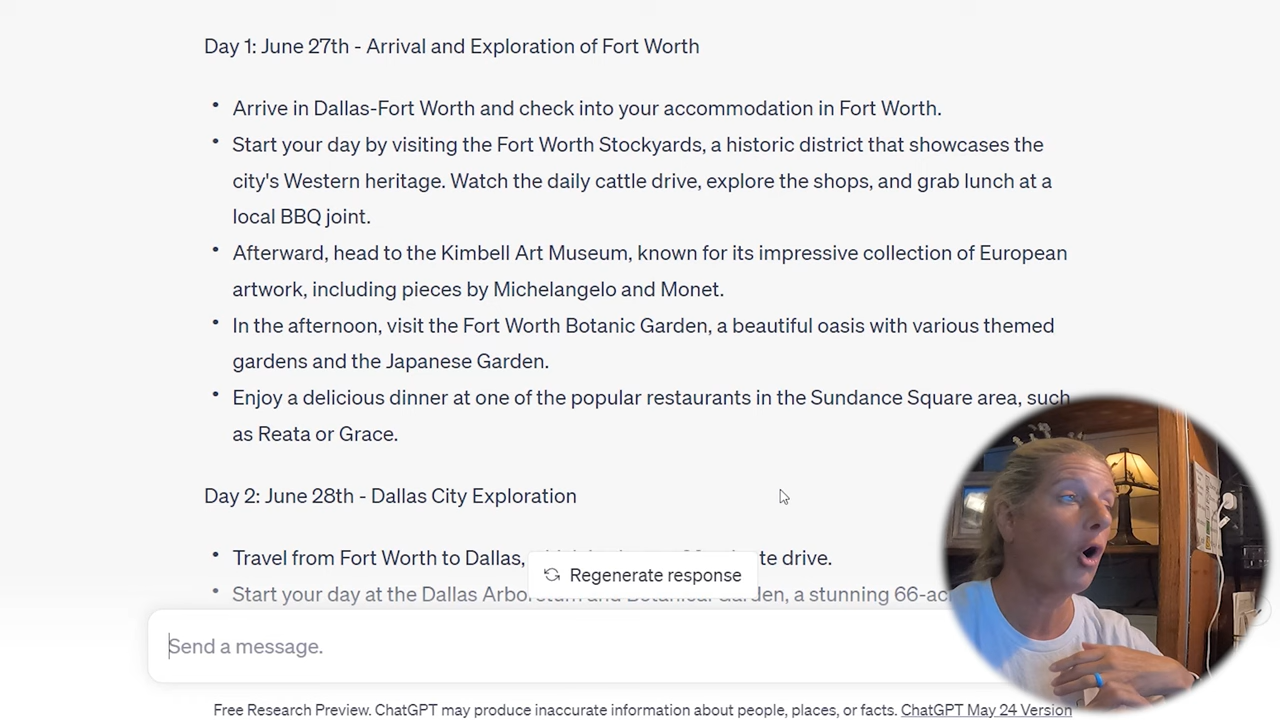 Day 1: June 27th - Arrival and Exploration of Fort Worth
• Arrive in Dallas-Fort Worth and check into your accommodation in Fort Worth.
• Start your day by visiting the Fort Worth Stockyards, a historic district that showcases the
city's Western heritage. Watch the daily cattle drive, explore the shops, and grab lunch at a
local BBQ joint.
• Afterward, head to the Kimbell Art Museum, known for its impressive collection of European
artwork, including pieces by Michelangelo and Monet.
• In the afternoon, visit the Fort Worth Botanic Garden, a beautiful oasis with various themed
gardens and the Japanese Garden.
• Enjoy a delicious dinner at one of the popular restaurants in the Sundance Square area, such
as Reata or Grace.
Day 2: June 28th - Dallas City Exploration
• Travel from Fort Worth to Dallas, drive.
Regenerate response
• Start your day at the Dallas Arboretum and Botanical Garden, a stunning 66-ac
Send a message.
Free Research Preview. ChatGPT may produce inaccurate information about people, places, or facts. ChatGPT May 24 Version